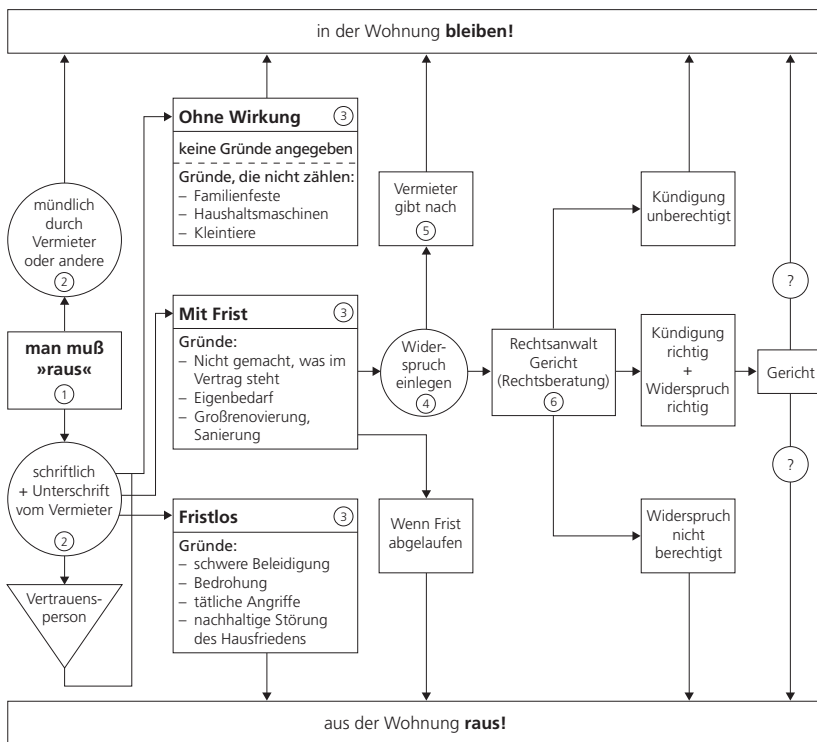 in der Wohnung bleiben!
mündlich
durch
Vermieter
oder andere
2
man muß
»raus«
1
schriftlich
+ Unterschrift
vom Vermieter
2
Vertrauens-
person
Ohne Wirkung 3
keine Gründe angegeben
Gründe, die nicht zählen:
– Familienfeste
– Haushaltsmaschinen
– Kleintiere
Mit Frist 3
Gründe:
– Nicht gemacht, was im
Vertrag steht
– Eigenbedarf
– Großrenovierung,
Sanierung
Fristlos 3
Gründe:
– schwere Beleidigung
– Bedrohung
– tätliche Angriffe
– nachhaltige Störung
des Hausfriedens
Vermieter
gibt nach
5
Wider-
spruch
einlegen
4
Wenn Frist
abgelaufen
Rechtsanwalt
Gericht
(Rechtsberatung)
6
Kündigung
unberechtigt
Kündigung
richtig
+
Widerspruch
richtig
Widerspruch
nicht
berechtigt
?
Gericht
?
aus der Wohnung raus!